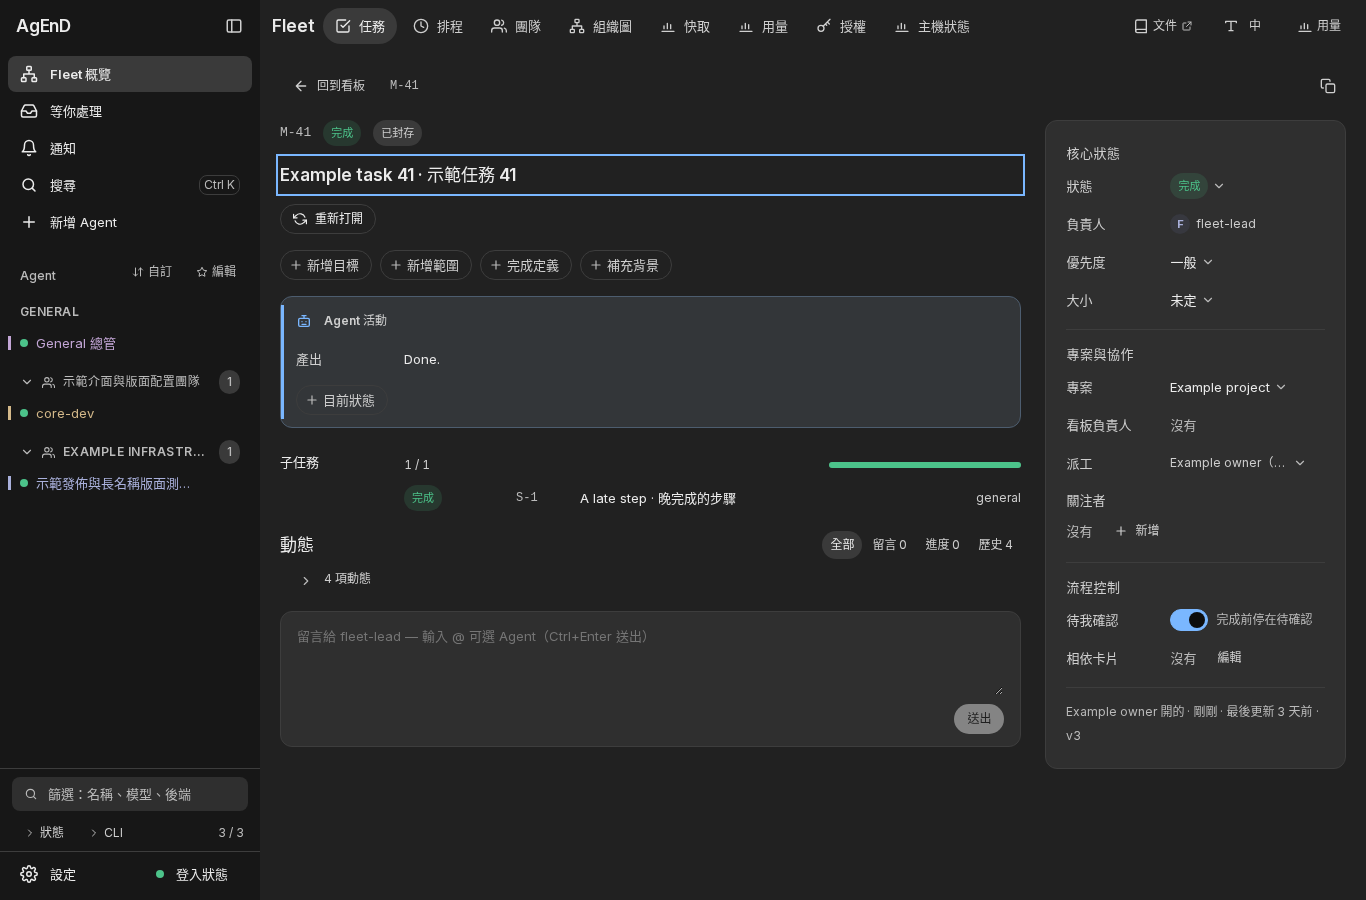 AgEnD
Fleet 概覽
等你處理
通知
搜尋 Ctrl K
新增 Agent
Agent 自訂 編輯
GENERAL
General 總管
示範介面與版面配置團隊 1
core-dev
EXAMPLE INFRASTR... 1
示範發佈與長名稱版面測...
篩選：名稱、模型、後端
狀態 CLI 3 / 3
設定 登入狀態
Fleet 任務 排程 團隊 組織圖 快取 用量 授權 主機狀態 文件 中 用量
回到看板 M-41
M-41 完成 已封存
Example task 41 · 示範任務 41
重新打開
新增目標 新增範圍 完成定義 補充背景
Agent 活動
產出 Done.
目前狀態
子任務 1 / 1
完成 S-1 A late step · 晚完成的步驟 general
動態 全部 留言 0 進度 0 歷史 4
4 項動態
留言給 fleet-lead — 輸入 @ 可選 Agent（Ctrl+Enter 送出）
送出
核心狀態
狀態 完成
負責人 F fleet-lead
優先度 一般
大小 未定
專案與協作
專案 Example project
看板負責人 沒有
派工 Example owner（...
關注者
沒有 新增
流程控制
待我確認 完成前停在待確認
相依卡片 沒有 編輯
Example owner 開的 · 剛剛 · 最後更新 3 天前 ·
v3